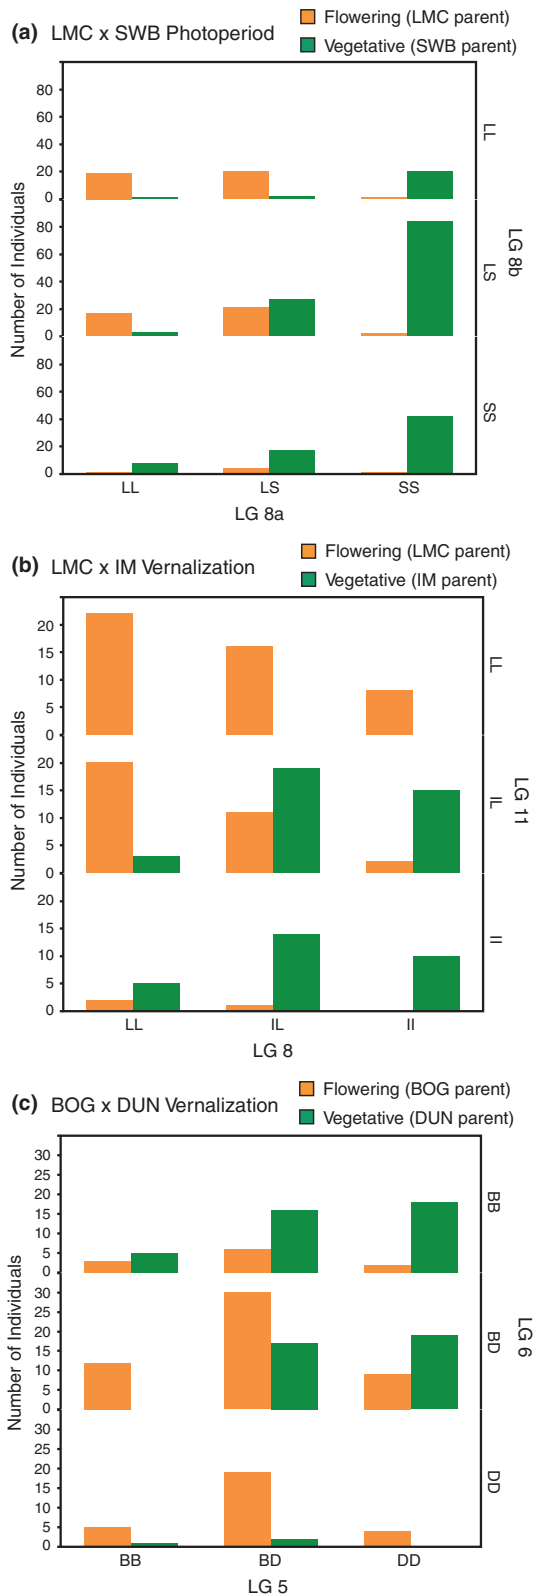 (a) LMC x SWB Photoperiod
Flowering (LMC parent)
Vegetative (SWB parent)
Number of Individuals
80
60
40
20
0
LL
80
60
40
20
0
LS
80
60
40
20
0
SS
LG 8b
LL LS SS
LG 8a
(b) LMC x IM Vernalization
Flowering (LMC parent)
Vegetative (IM parent)
Number of Individuals
20
15
10
5
0
LL
20
15
10
5
0
IL
20
15
10
5
0
II
LG 11
LL IL II
LG 8
(c) BOG x DUN Vernalization
Flowering (BOG parent)
Vegetative (DUN parent)
Number of Individuals
30
25
20
15
10
5
0
BB
30
25
20
15
10
5
0
BD
30
25
20
15
10
5
0
DD
LG 6
BB BD DD
LG 5